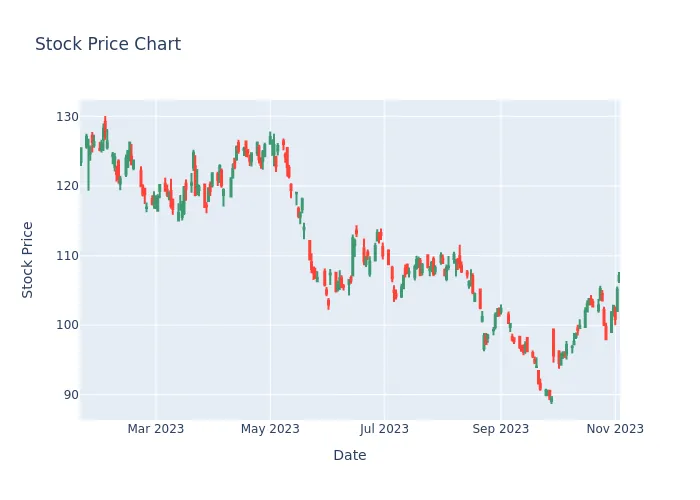 Stock Price Chart
130
120
110
100
90
Stock Price
Mar 2023
May 2023
Jul 2023
Sep 2023
Nov 2023
Date